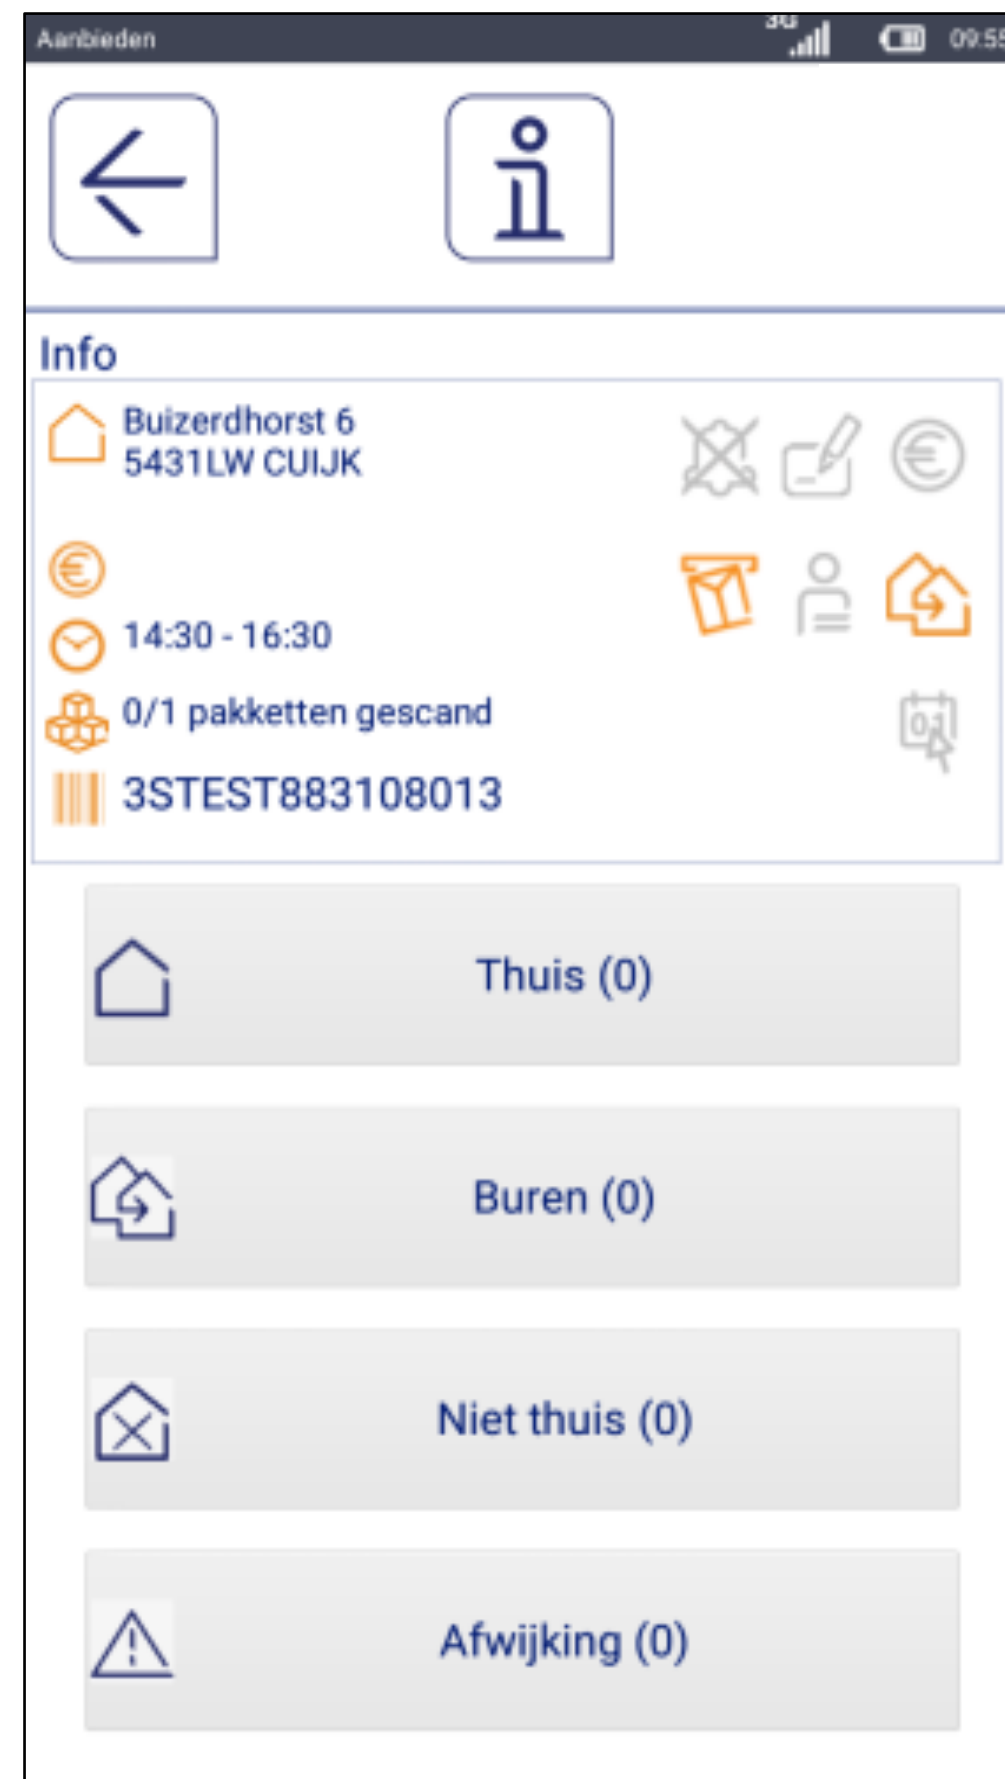 Aanbieden
3G
09:55
Info
Buizerdhorst 6
5431LW CUIJK
14:30 - 16:30
0/1 pakketten gescand
3STEST883108013
Thuis (0)
Buren (0)
Niet thuis (0)
Afwijking (0)